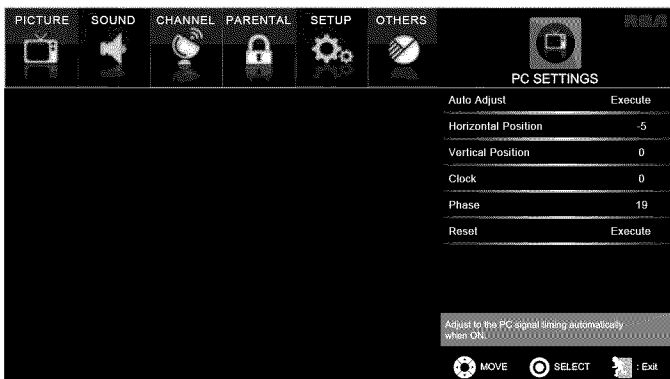 PICTURE SOUND CHANNEL PARENTAL SETUP OTHERS
RCA
PC SETTINGS
Auto Adjust Execute
Horizontal Position -5
Vertical Position 0
Clock 0
Phase 19
Reset Execute
Adjust to the PC signal timing automatically
when ON.
MOVE SELECT : Exit